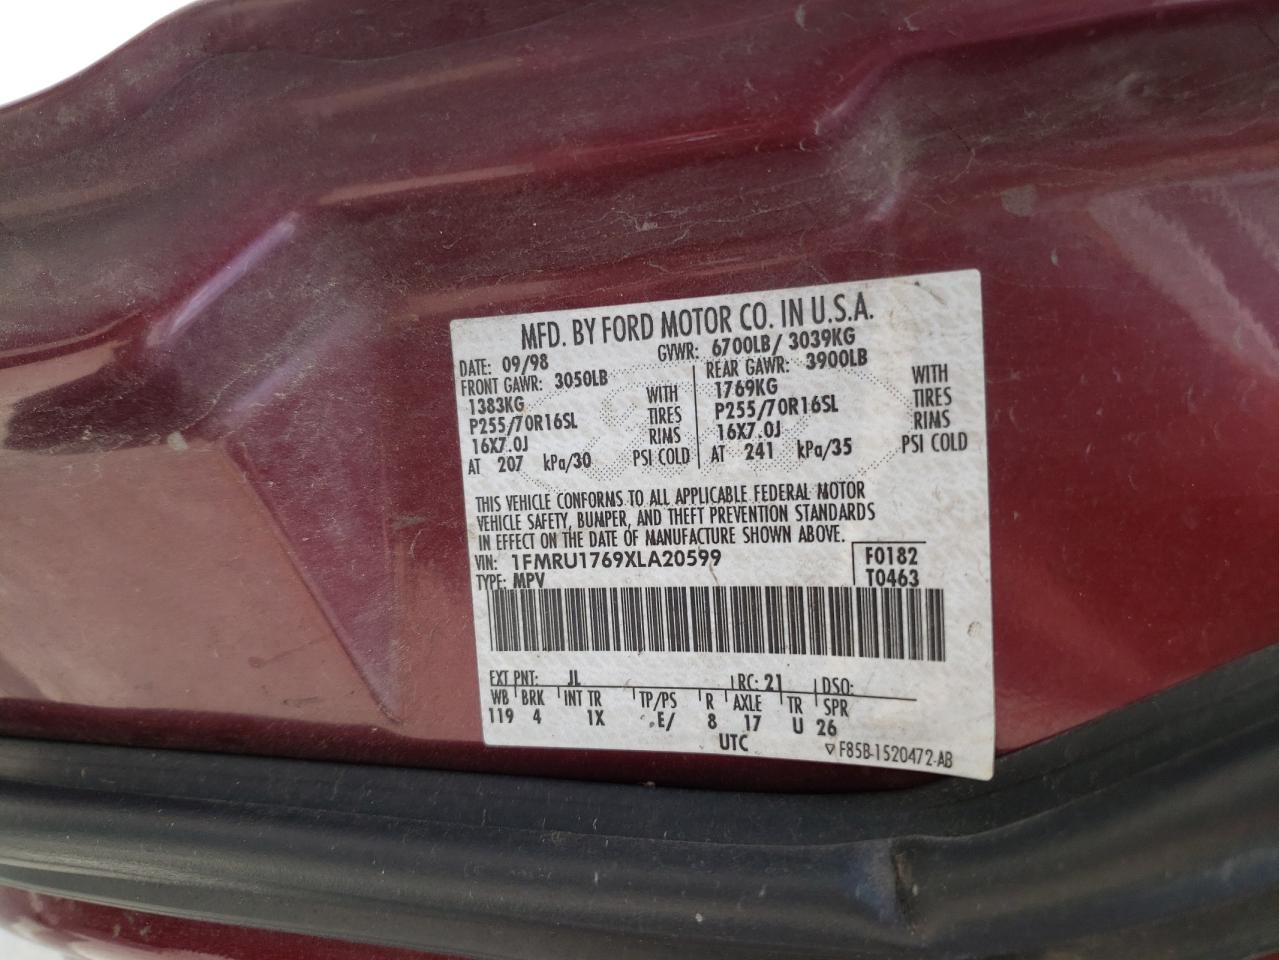 MFD. BY FORD MOTOR CO. IN U.S.A.
DATE: 09/98 GVWR: 6700LB/ 3039KG
FRONT GAWR: 3050LB REAR GAWR: 3900LB
1383KG WITH 1769KG WITH
P255/70R16SL TIRES P255/70R16SL TIRES
16X7.0J RIMS 16X7.0J RIMS
AT 207 kPa/30 PSI COLD AT 241 kPa/35 PSI COLD
THIS VEHICLE CONFORMS TO ALL APPLICABLE FEDERAL MOTOR
VEHICLE SAFETY, BUMPER, AND THEFT PREVENTION STANDARDS
IN EFFECT ON THE DATE OF MANUFACTURE SHOWN ABOVE.
VIN: 1FMRU1769XLA20599 F0182
TYPE: MPV T0463
EXT PNT: JL RC: 21 DSO:
WB BRK INT TR TP/PS R AXLE TR SPR
119 4 1X E/ 8 17 U 26
UTC ▽ F85B-1520472-AB